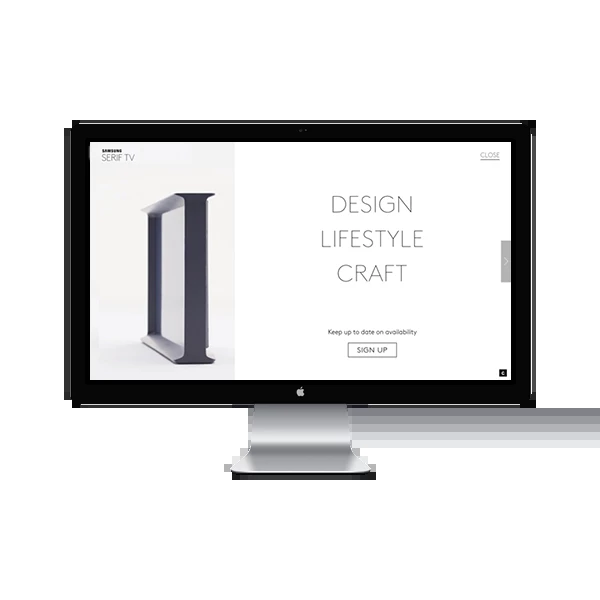 SAMSUNG
SERIF TV
CLOSE
DESIGN
LIFESTYLE
CRAFT
Keep up to date on availability
SIGN UP